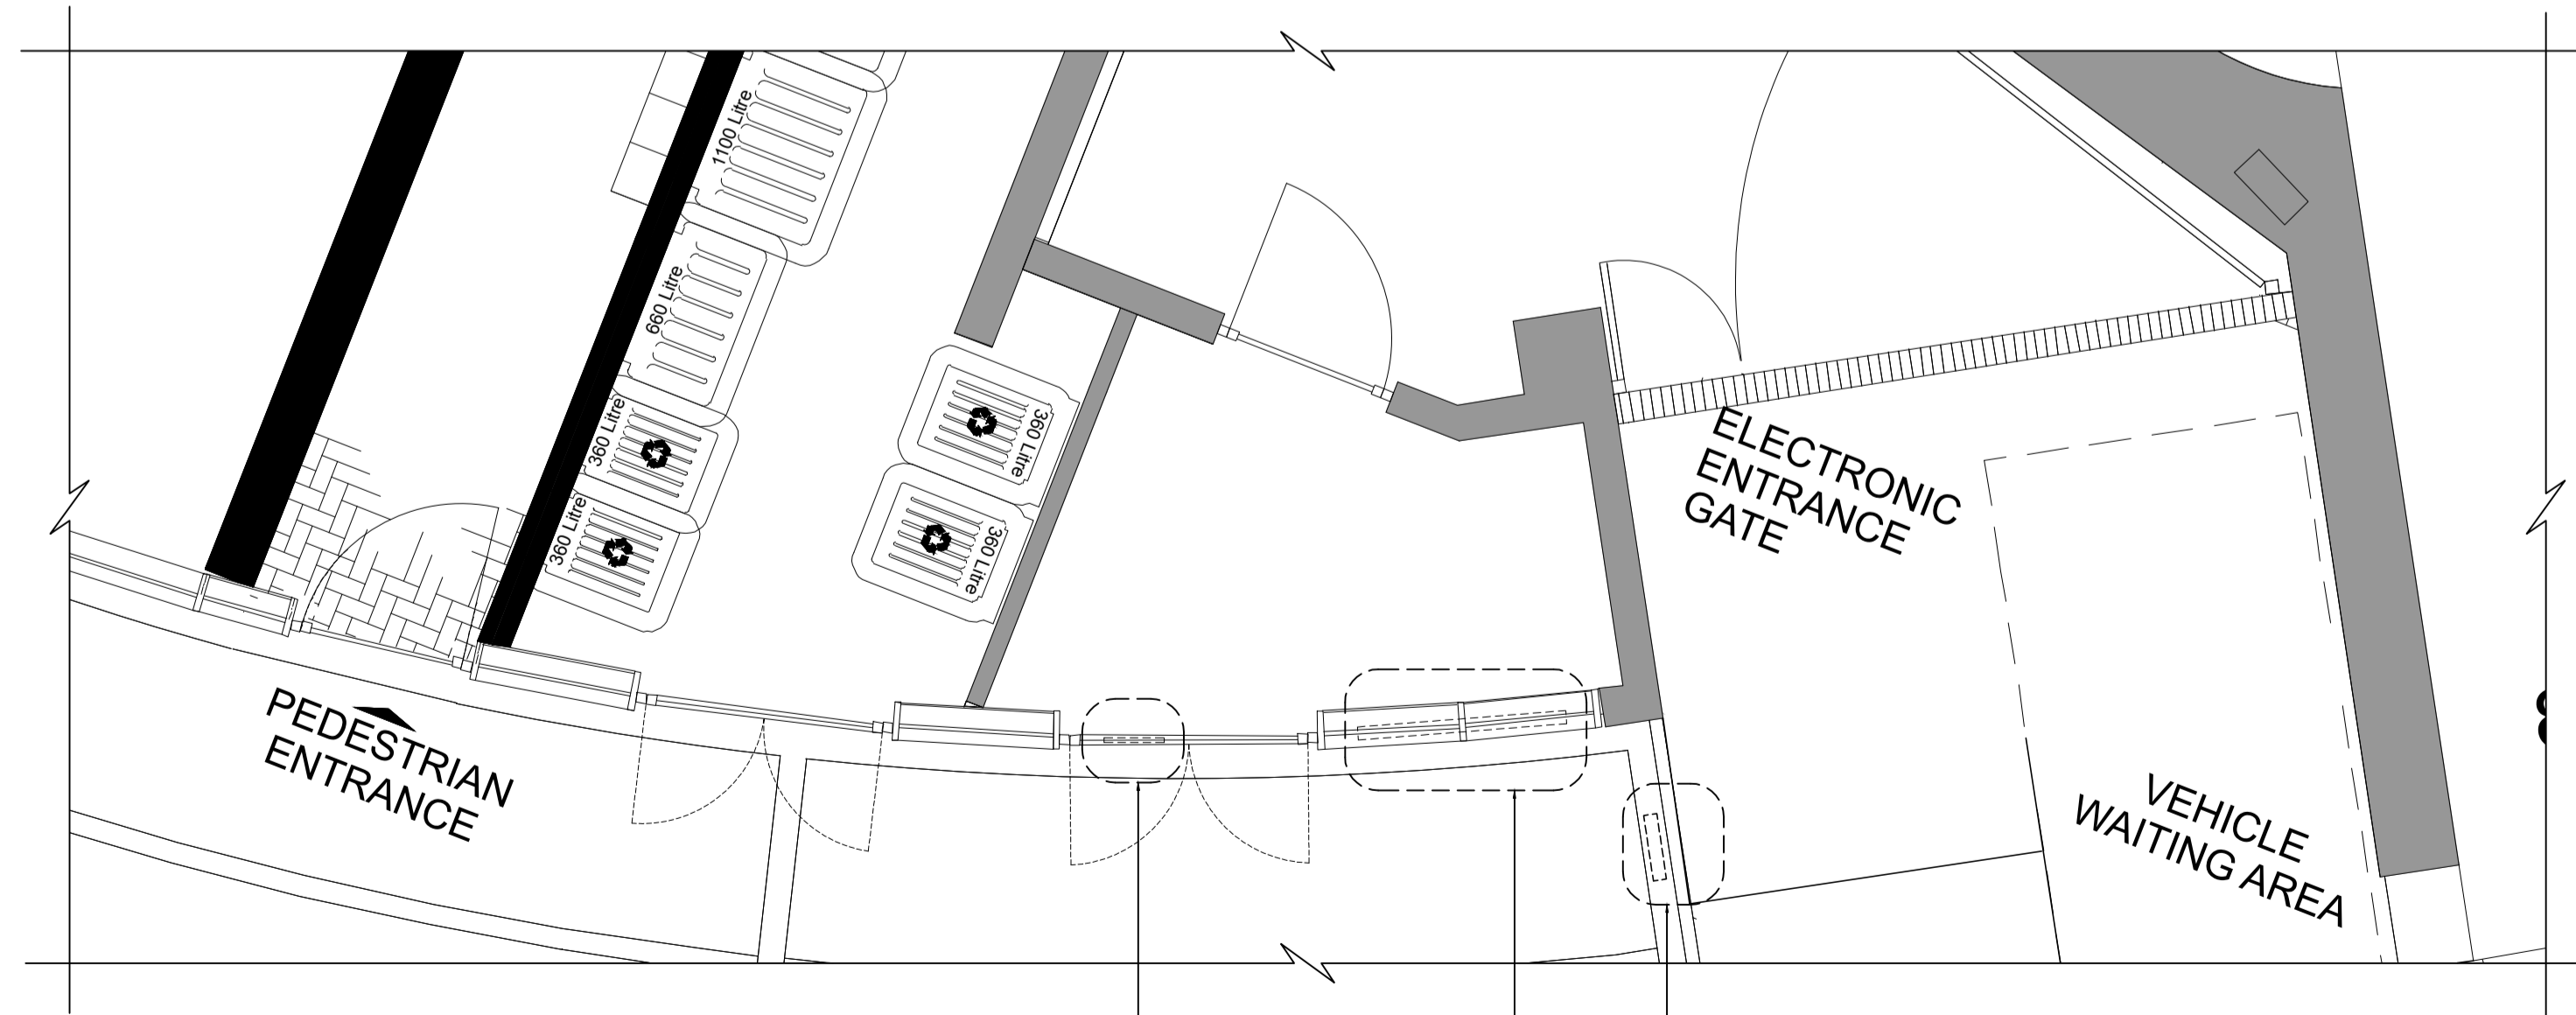 1100 Litre
660 Litre
360 Litre
360 Litre
360 Litre
360 Litre
ELECTRONIC
ENTRANCE
GATE
PEDESTRIAN
ENTRANCE
VEHICLE
WAITING AREA